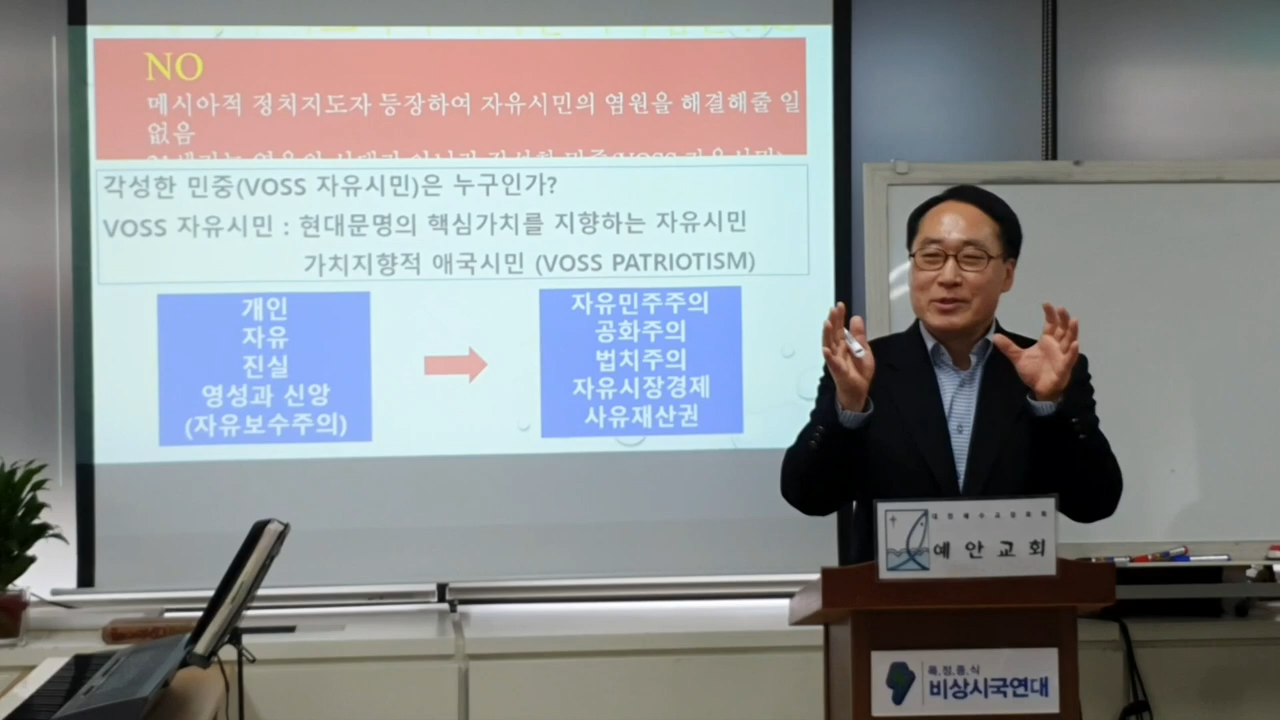 NO
메시아적 정치지도자 등장하여 자유시민의 염원을 해결해줄 일
없음
각성한 민중(VOSS 자유시민)은 누구인가?
VOSS 자유시민 : 현대문명의 핵심가치를 지향하는 자유시민
가치지향적 애국시민 (VOSS PATRIOTISM)
개인
자유
진실
영성과 신앙
(자유보수주의)
자유민주주의
공화주의
법치주의
자유시장경제
사유재산권
예안교회
비상시국연대